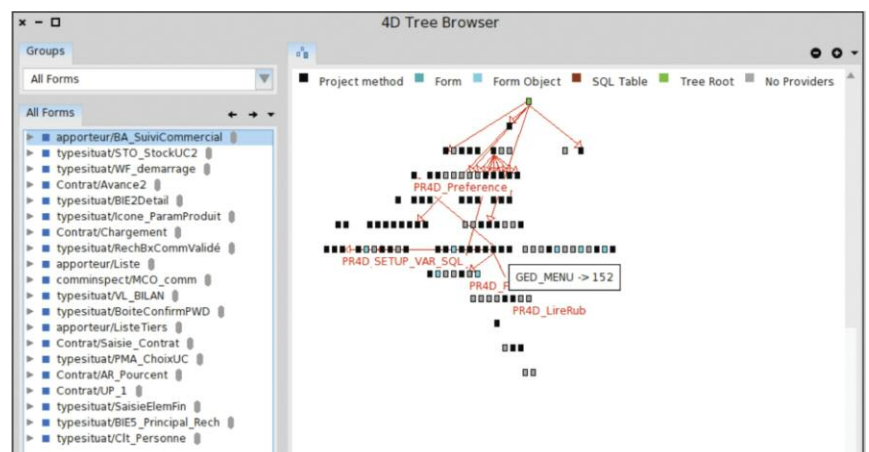 4D Tree Browser
Groups
All Forms
All Forms
apporteur/BA_SuiviCommercial
typesituat/STO_StockUC2
typesituat/WF_demarrage
Contrat/Avance2
typesituat/BIE2Detail
typesituat/Icone_ParamProduit
Contrat/Chargement
typesituat/RechBxCommValidé
apporteur/Liste
comminspect/MCO_comm
typesituat/VL_BILAN
typesituat/BoiteConfirmPWD
apporteur/ListeTiers
Contrat/Saisie_Contrat
typesituat/PMA_ChoixUC
Contrat/AR_Pourcent
Contrat/UP_1
typesituat/SaisieElemFin
typesituat/BIE5_Principal_Rech
typesituat/Clt_Personne
Project method Form Form Object SQL Table Tree Root No Providers
PR4D_Preference
PR4D_SETUP_VAR_SQL
GED_MENU -> 152
PR4D_LireRub